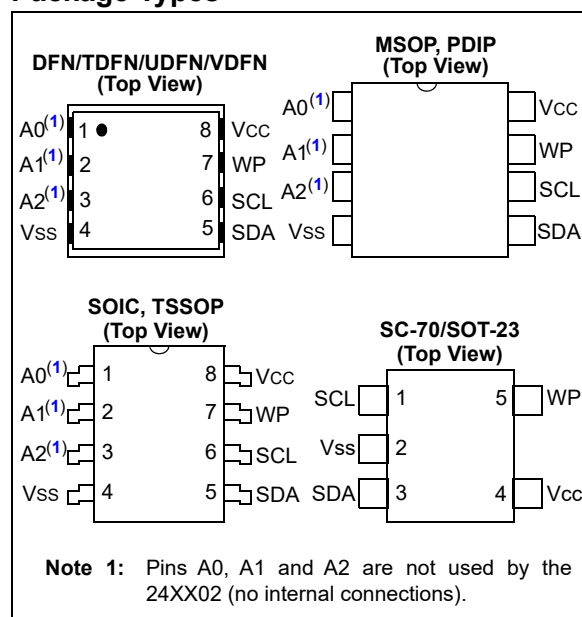 DFN/TDFN/UDFN/VDFN
(Top View)
A0(1) 1 8 VCC
A1(1) 2 7 WP
A2(1) 3 6 SCL
VSS 4 5 SDA
MSOP, PDIP
(Top View)
A0(1) VCC
A1(1) WP
A2(1) SCL
VSS SDA
SOIC, TSSOP
(Top View)
A0(1) 1 8 VCC
A1(1) 2 7 WP
A2(1) 3 6 SCL
VSS 4 5 SDA
SC-70/SOT-23
(Top View)
SCL 1 5 WP
Vss 2
SDA 3 4 Vcc
Note 1: Pins A0, A1 and A2 are not used by the
24XX02 (no internal connections).